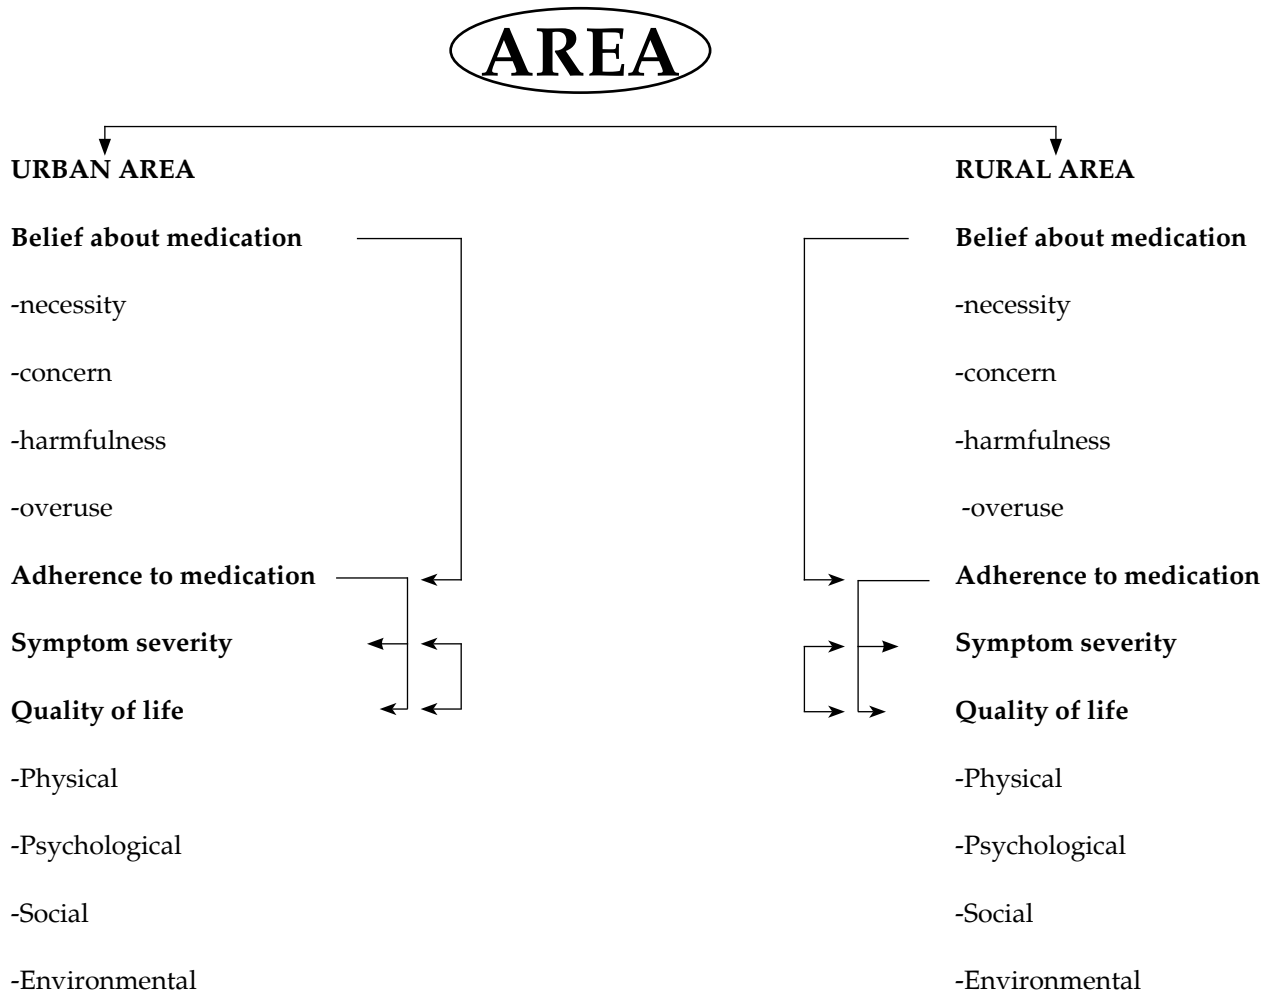 AREA
URBAN AREA
Belief about medication
-necessity
-concern
-harmfulness
-overuse
Adherence to medication
Symptom severity
Quality of life
-Physical
-Psychological
-Social
-Environmental
RURAL AREA
Belief about medication
-necessity
-concern
-harmfulness
-overuse
Adherence to medication
Symptom severity
Quality of life
-Physical
-Psychological
-Social
-Environmental